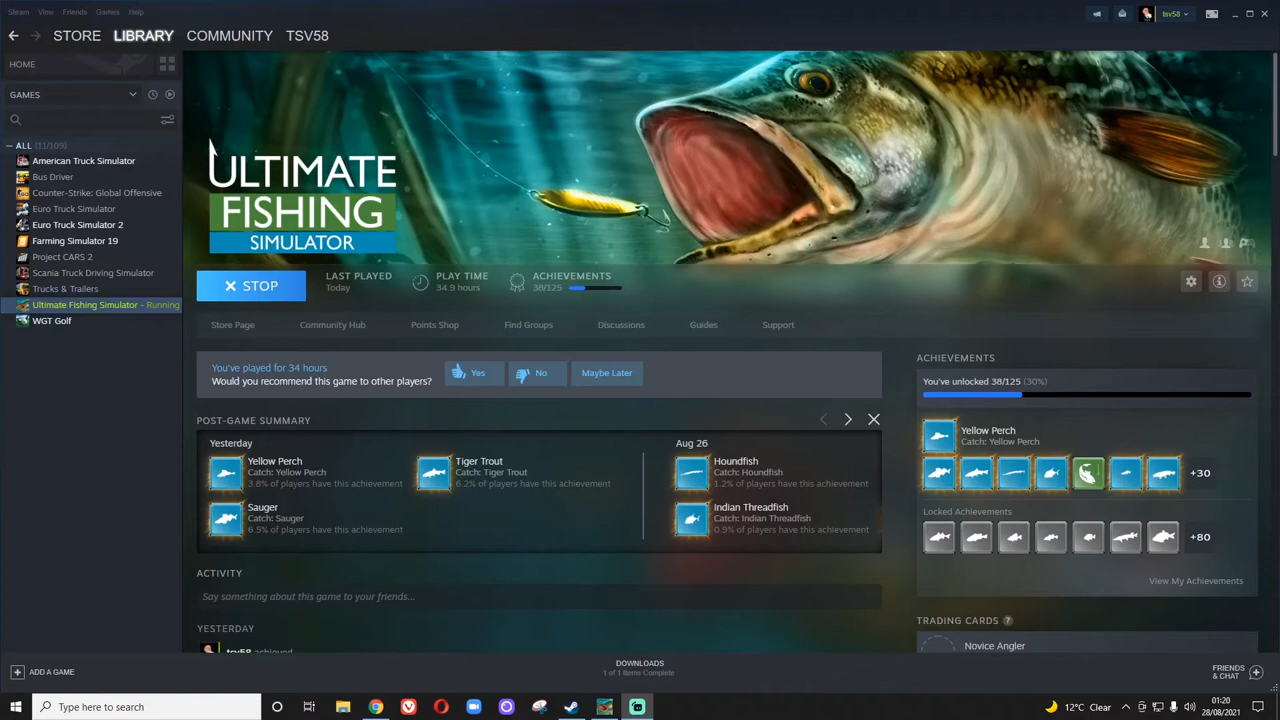 Steam View Friends Games Help
tsv58
STORE LIBRARY COMMUNITY TSV58
HOME
GAMES
ALL (11/109)
American Truck Simulator
Bus Driver
Counter-Strike: Global Offensive
Euro Truck Simulator
Euro Truck Simulator 2
Farming Simulator 19
Project CARS 2
Scania Truck Driving Simulator
Trucks & Trailers
Ultimate Fishing Simulator - Running
WGT Golf
ULTIMATE
FISHING
SIMULATOR
STOP
LAST PLAYED
Today
PLAY TIME
34.9 hours
ACHIEVEMENTS
38/125
Store Page Community Hub Points Shop Find Groups Discussions Guides Support
You've played for 34 hours
Would you recommend this game to other players?
Yes
No
Maybe Later
POST-GAME SUMMARY
Yesterday
Yellow Perch
Catch: Yellow Perch
3.8% of players have this achievement
Tiger Trout
Catch: Tiger Trout
6.2% of players have this achievement
Sauger
Catch: Sauger
6.5% of players have this achievement
Aug 26
Houndfish
Catch: Houndfish
1.2% of players have this achievement
Indian Threadfish
Catch: Indian Threadfish
0.9% of players have this achievement
ACTIVITY
Say something about this game to your friends...
YESTERDAY
tsv58 achieved
ACHIEVEMENTS
You've unlocked 38/125 (30%)
Yellow Perch
Catch: Yellow Perch
+30
Locked Achievements
+80
View My Achievements
TRADING CARDS ?
Novice Angler
ADD A GAME
DOWNLOADS
1 of 1 Items Complete
FRIENDS
& CHAT
Type here to search
12°C Clear
01:20
28/08/2021